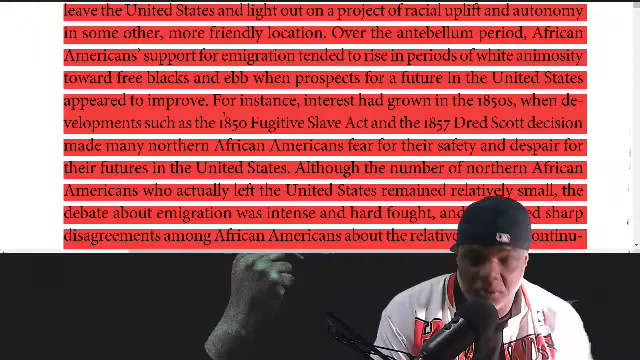 leave the United States and light out on a project of racial uplift and autonomy
in some other, more friendly location. Over the antebellum period, African
Americans' support for emigration tended to rise in periods of white animosity
toward free blacks and ebb when prospects for a future in the United States
appeared to improve. For instance, interest had grown in the 1850s, when de-
velopments such as the 1850 Fugitive Slave Act and the 1857 Dred Scott decision
made many northern African Americans fear for their safety and despair for
their futures in the United States. Although the number of northern African
Americans who actually left the United States remained relatively small, the
debate about emigration was intense and hard fought, and sharp
disagreements among African Americans about the